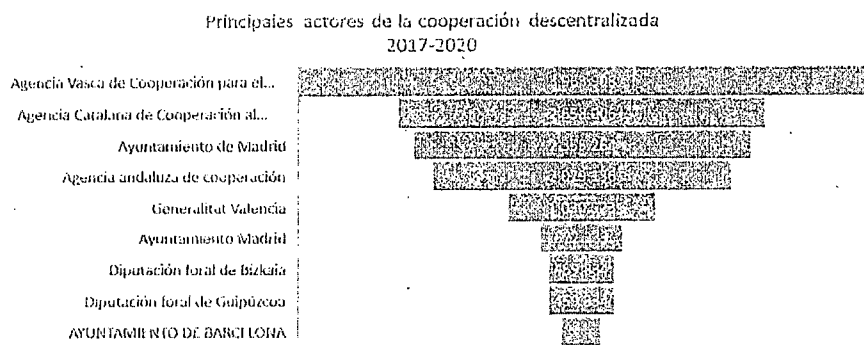 Principales actores de la cooperación descentralizada
2017-2020
Agencia Vasca de Cooperación para el...
Agencia Catalana de Cooperación al...
Ayuntamiento de Madrid
Agencia andaluza de cooperación
Generalitat Valencia
Ayuntamiento Madrid
Diputación foral de Bizkaia
Diputación foral de Guipúzcoa
AYUNTAMIENTO DE BARCELONA